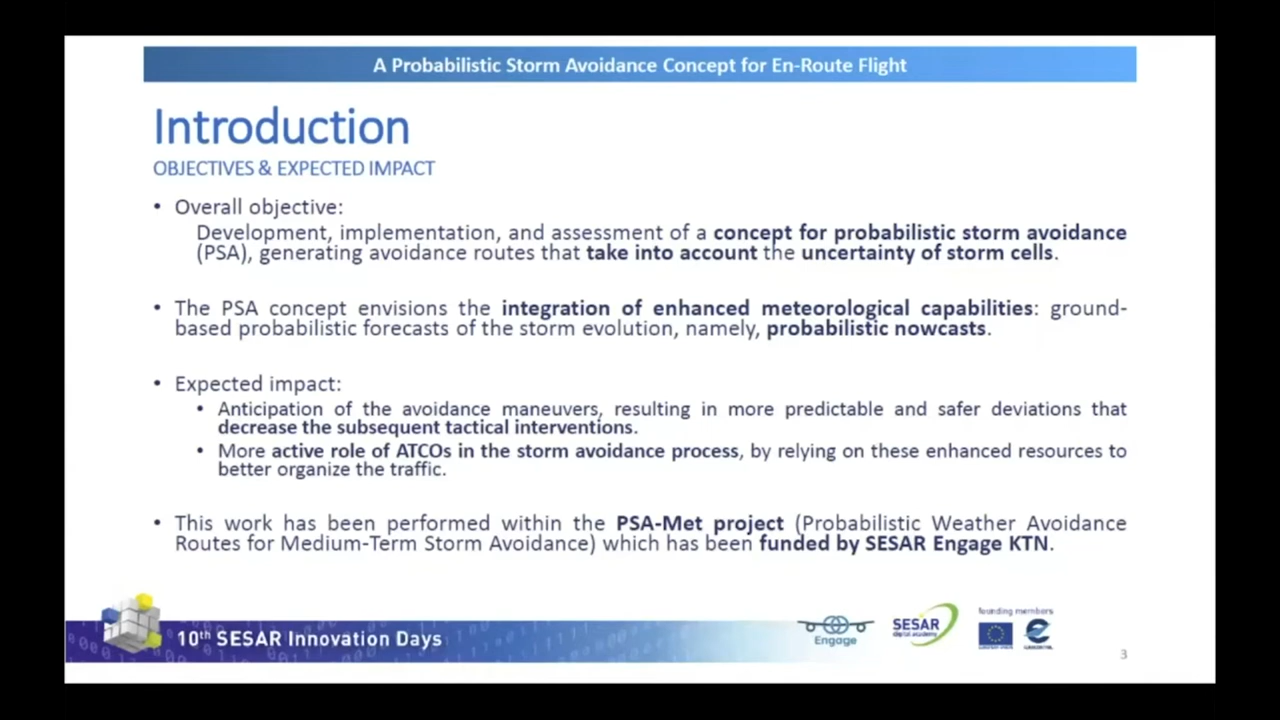 A Probabilistic Storm Avoidance Concept for En-Route Flight
Introduction
OBJECTIVES & EXPECTED IMPACT
• Overall objective:
Development, implementation, and assessment of a concept for probabilistic storm avoidance
(PSA), generating avoidance routes that take into account the uncertainty of storm cells.
• The PSA concept envisions the integration of enhanced meteorological capabilities: ground-
based probabilistic forecasts of the storm evolution, namely, probabilistic nowcasts.
• Expected impact:
• Anticipation of the avoidance maneuvers, resulting in more predictable and safer deviations that
decrease the subsequent tactical interventions.
• More active role of ATCOs in the storm avoidance process, by relying on these enhanced resources to
better organize the traffic.
• This work has been performed within the PSA-Met project (Probabilistic Weather Avoidance
Routes for Medium-Term Storm Avoidance) which has been funded by SESAR Engage KTN.
10th SESAR Innovation Days
Engage
SESAR
digital academy
founding members
EUROPEAN UNION
EUROCONTROL
3